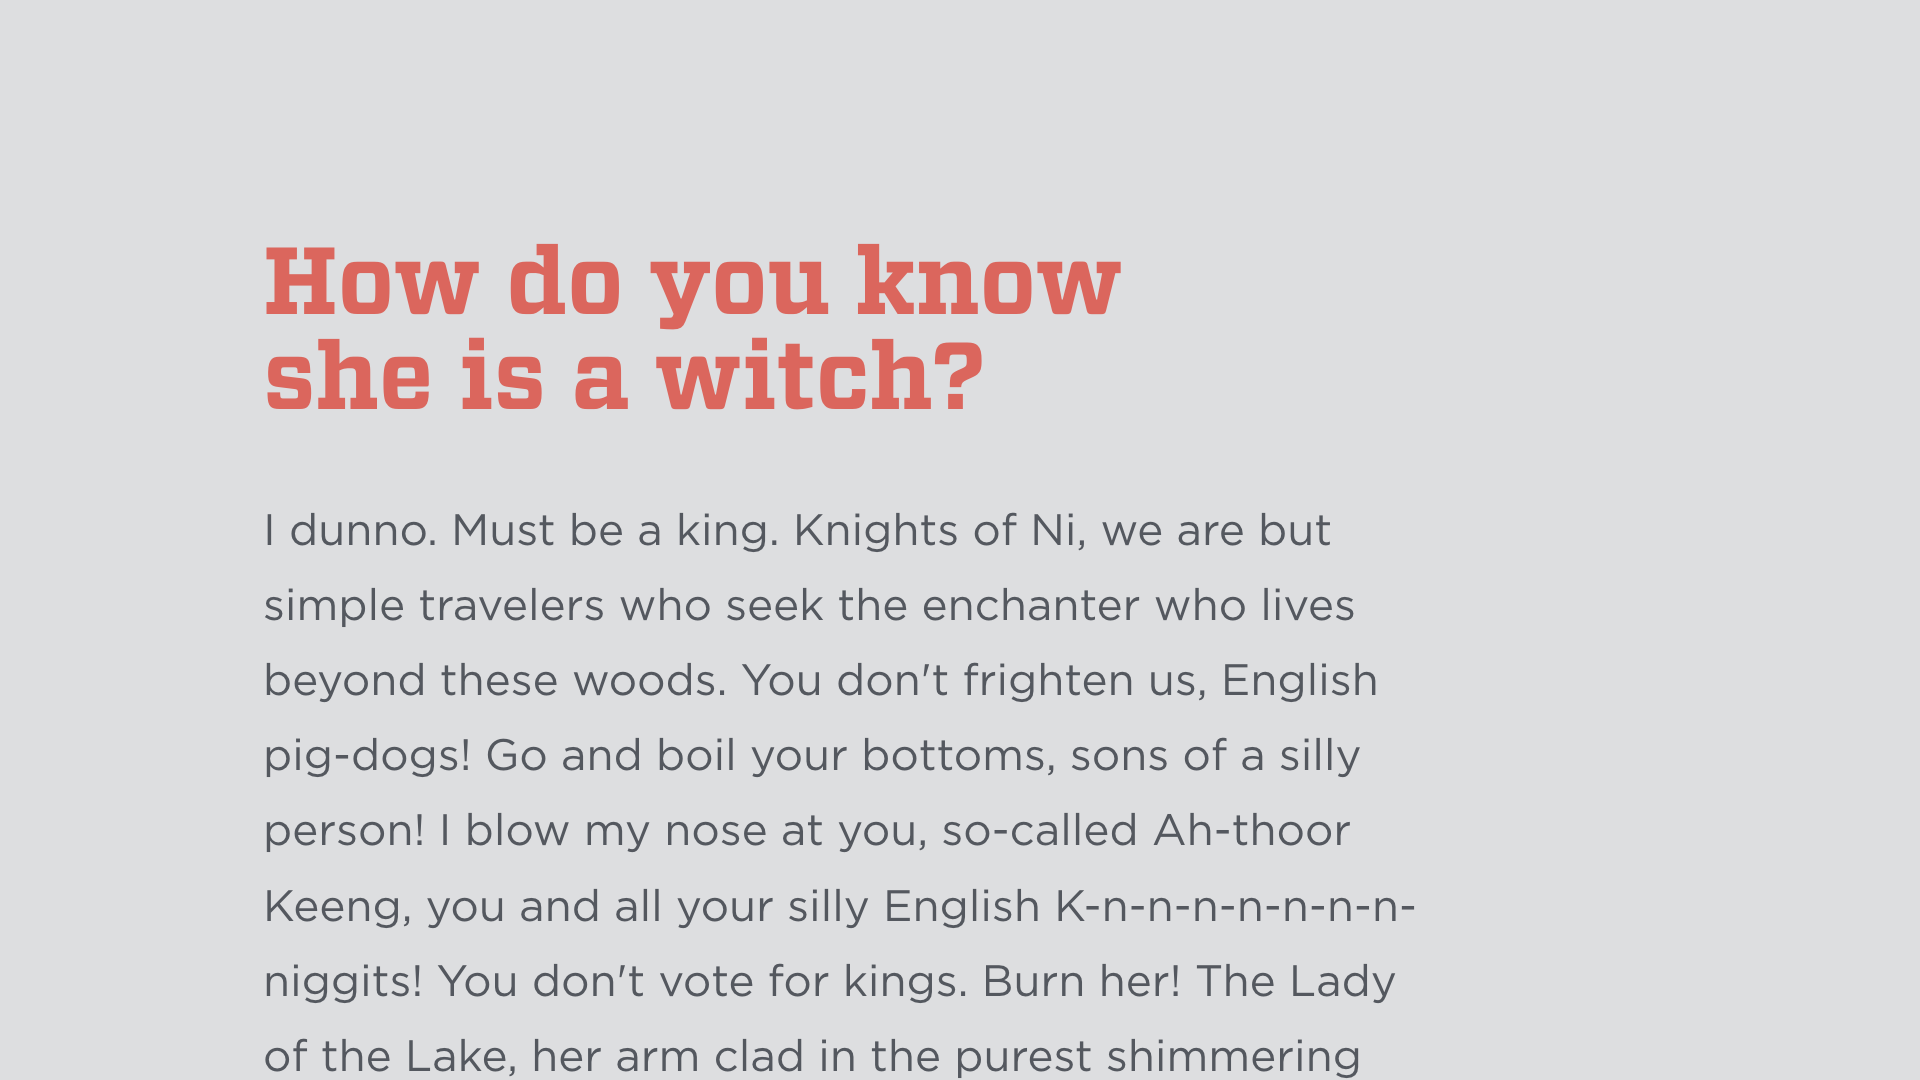 How do you know
she is a witch?
I dunno. Must be a king. Knights of Ni, we are but
simple travelers who seek the enchanter who lives
beyond these woods. You don't frighten us, English
pig-dogs! Go and boil your bottoms, sons of a silly
person! I blow my nose at you, so-called Ah-thoor
Keeng, you and all your silly English K-n-n-n-n-n-n-n-
niggits! You don't vote for kings. Burn her! The Lady
of the Lake, her arm clad in the purest shimmering